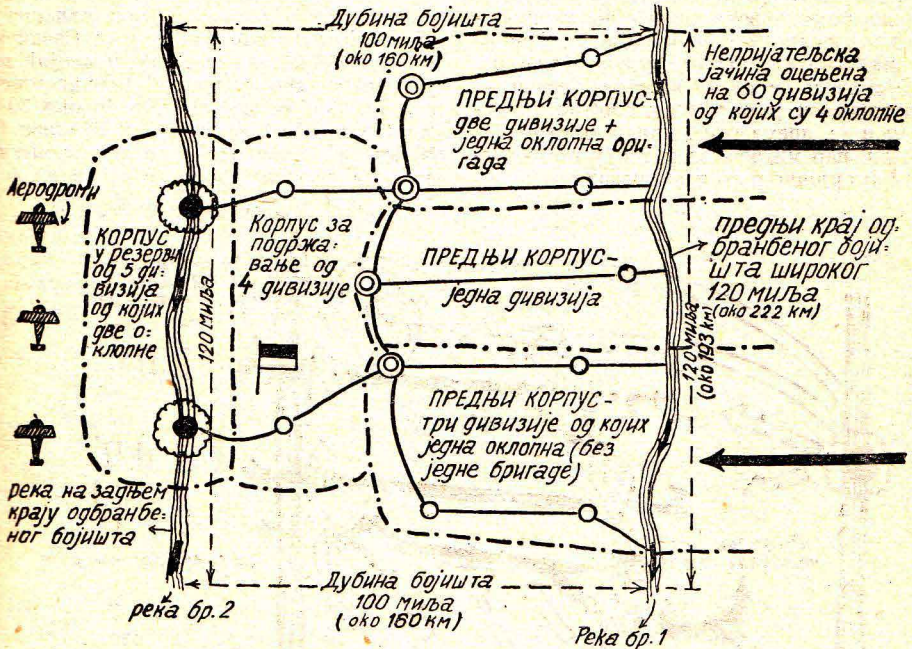 Дубина бојишта
100 миља
(око 160 км)
Непријатељска
јачина оцењена
на 60 дивизија
од којих су 4 оклопне
ПРЕДЊИ КОРПУС-
две дивизије +
једна оклопна бри-
гада
Аеродроми
КОРПУС
у резерви
од 5 ди-
визија
од којих
две о-
клопне
120 миља
Корпус за
подржа-
вање од
4 дивизије
ПРЕДЊИ КОРПУС-
једна дивизија
предњи крај од-
бранбеног боји-
шта широког
120 миља
(око 222 км)
120 миља
(око 193 км)
ПРЕДЊИ КОРПУС-
три дивизије од којих
једна оклопна (без
једне бригаде)
река на задњем
крају одбранбе-
ног бојишта
Дубина бојишта
100 миља
(око 160 км)
река бр. 2
Река бр. 1